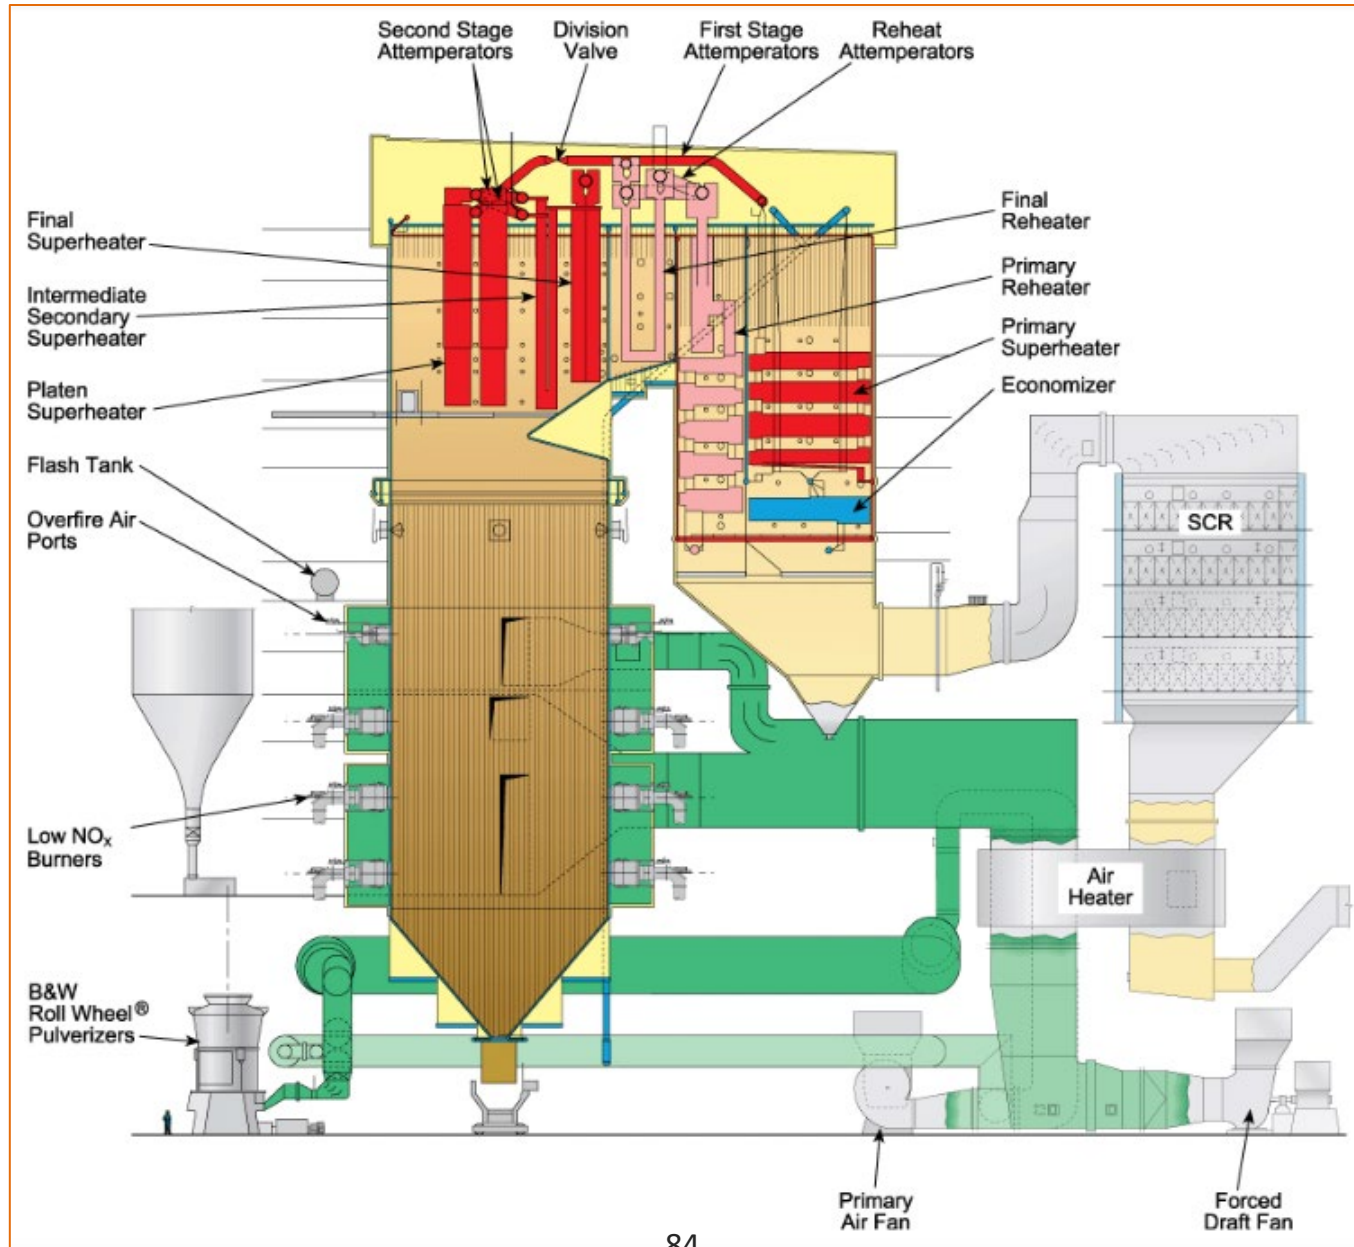 Second Stage
Attemperators
Division
Valve
First Stage
Attemperators
Reheat
Attemperators
Final
Superheater
Intermediate
Secondary
Superheater
Platen
Superheater
Flash Tank
Overfire Air
Ports
Low NOx
Burners
B&W
Roll Wheel®
Pulverizers
Final
Reheater
Primary
Reheater
Primary
Superheater
Economizer
SCR
Air
Heater
Primary
Air Fan
Forced
Draft Fan
84